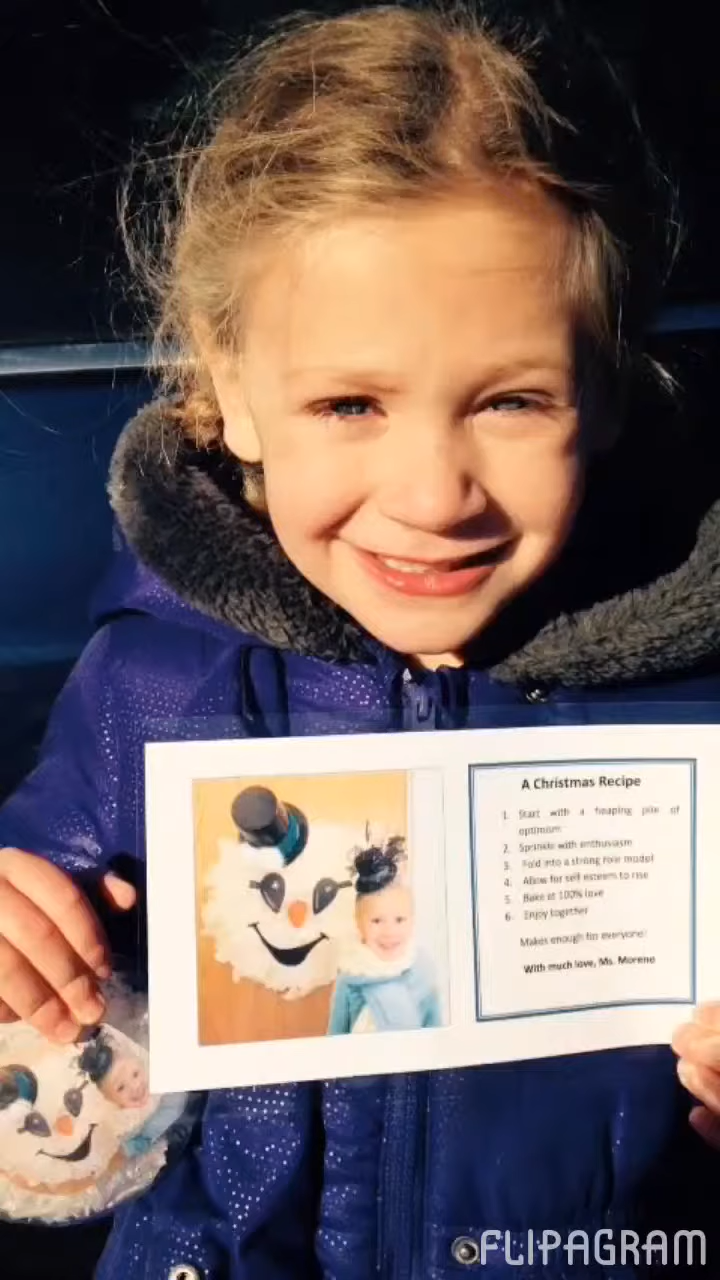 A Christmas Recipe
1. Start with a heaping pile of
optimism
2. Sprinkle with enthusiasm
3. Fold into a strong role model
4. Allow for self esteem to rise
5. Bake at 100% love
6. Enjoy together
Makes enough for everyone!
With much love, Ms. Morene
FLIPAGRAM